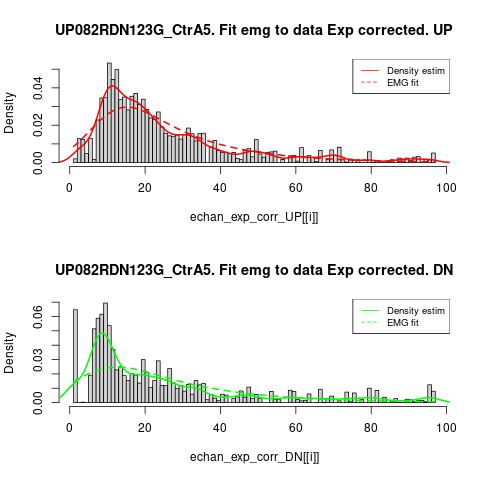 UP082RDN123G_CtrA5. Fit emg to data Exp corrected. UP
Density estim
EMG fit
Density
0.00 0.02 0.04
0 20 40 60 80 100
echan_exp_corr_UP[[i]]
UP082RDN123G_CtrA5. Fit emg to data Exp corrected. DN
Density estim
EMG fit
Density
0.00 0.03 0.06
0 20 40 60 80 100
echan_exp_corr_DN[[i]]